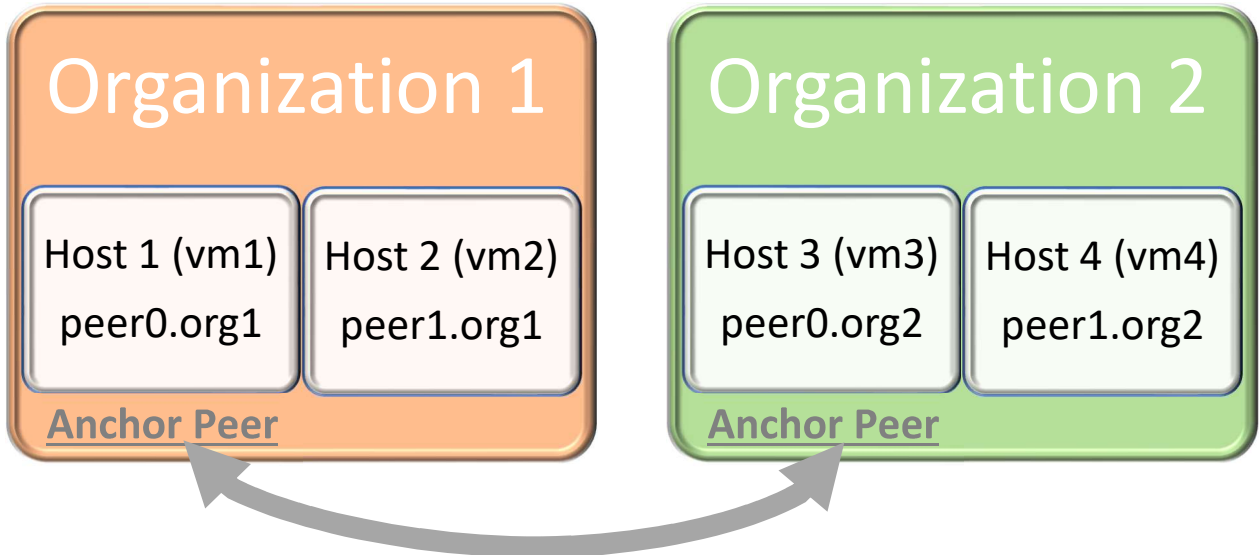 Organization 1
Host 1 (vm1)
peer0.org1
Host 2 (vm2)
peer1.org1
Anchor Peer
Organization 2
Host 3 (vm3)
peer0.org2
Host 4 (vm4)
peer1.org2
Anchor Peer